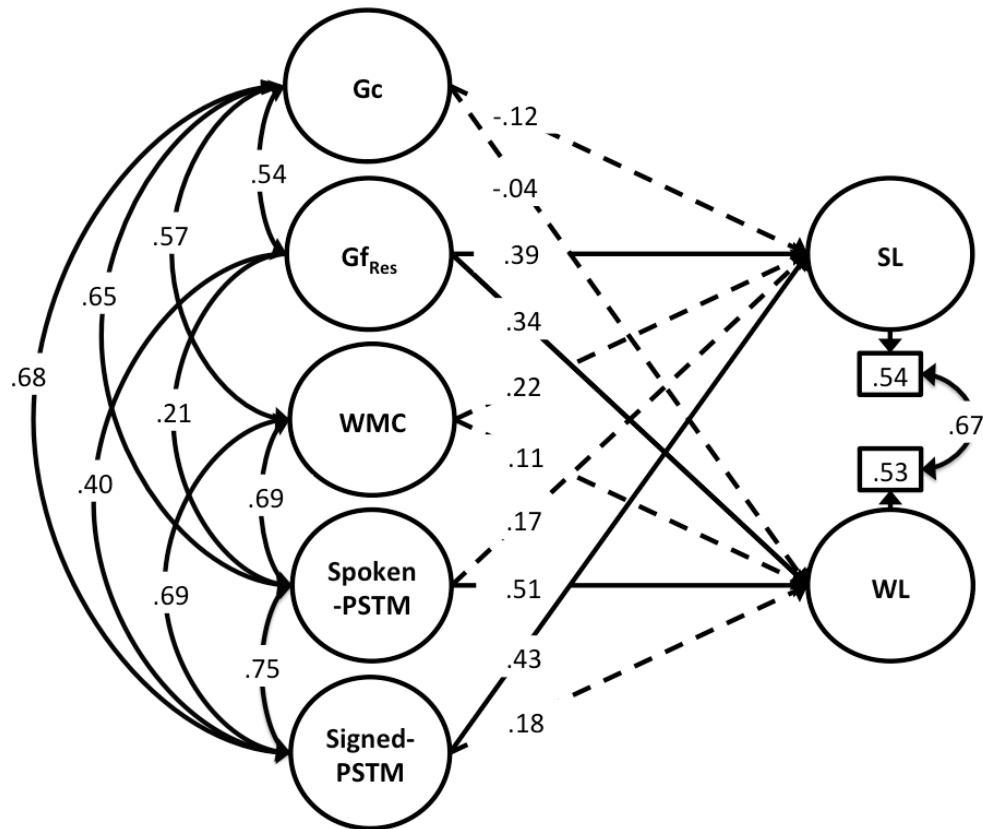 Gc
-.12
.54
-.04
.57
Gf Res
.39
SL
.65
.34
.68
.54
.22
.21
WMC
.67
.11
.40
.69
.53
.17
Spoken
-PSTM
.51
WL
.69
.43
.75
.18
Signed-
PSTM